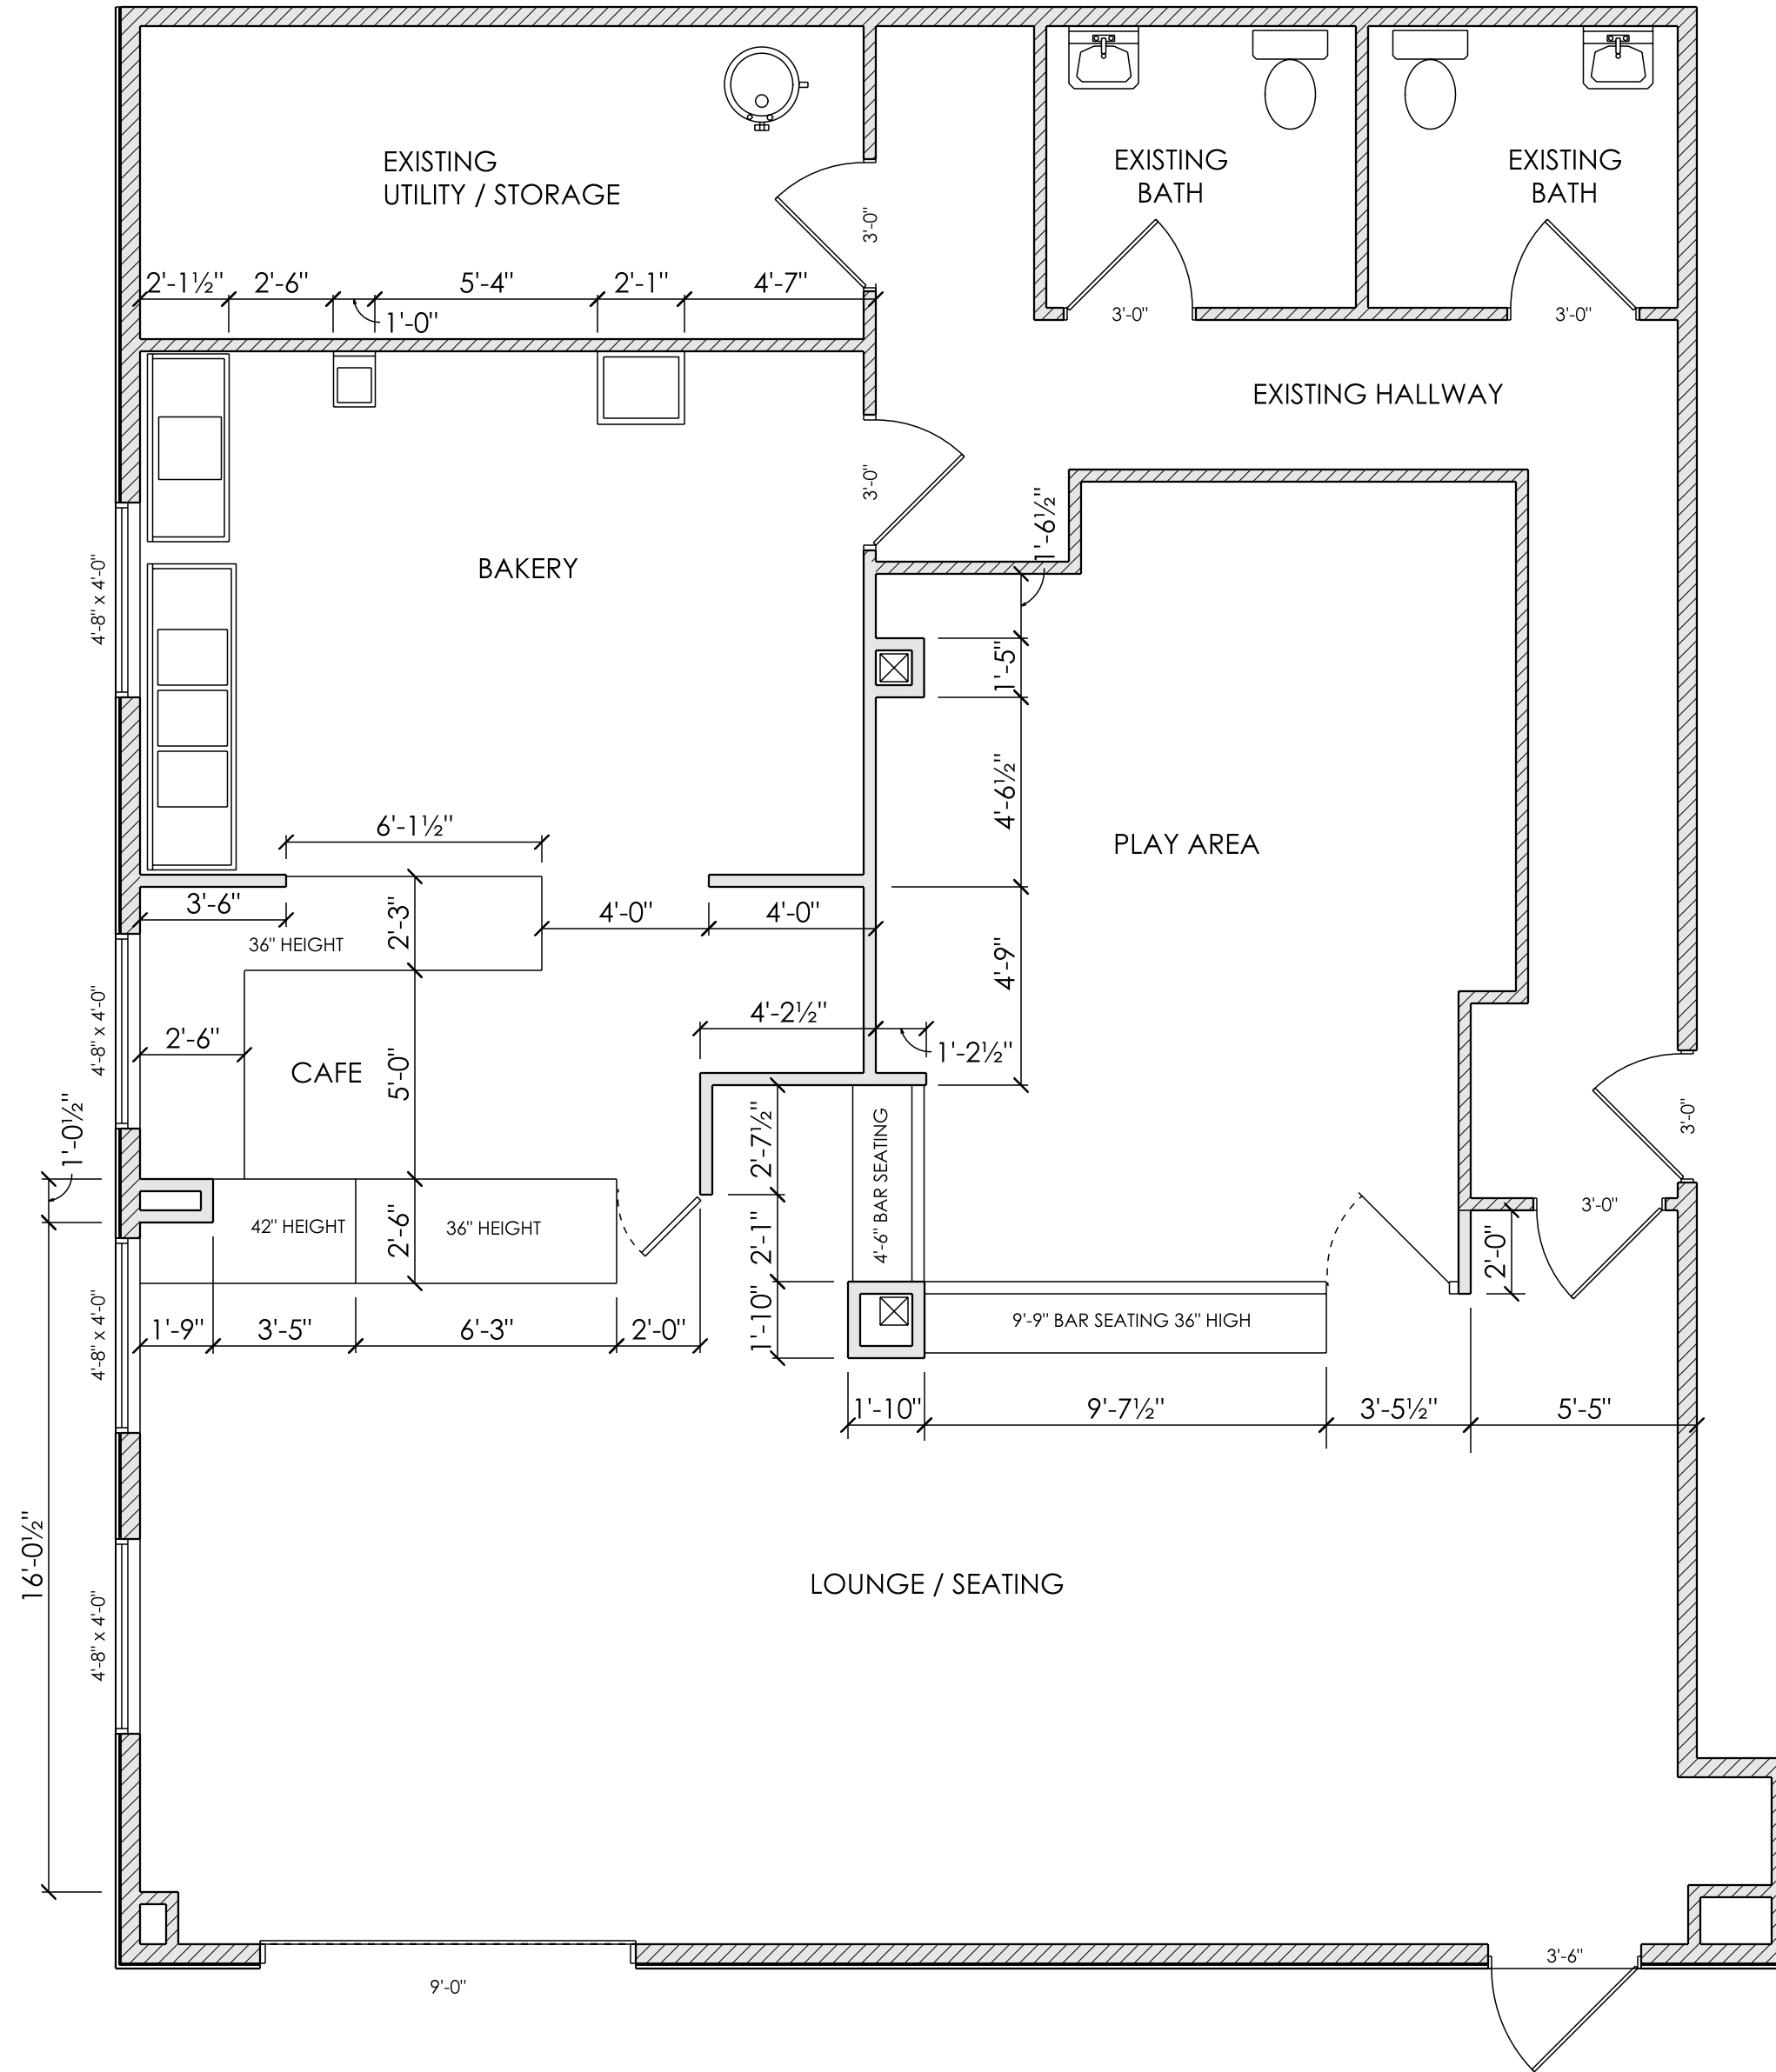 EXISTING
UTILITY / STORAGE
EXISTING
BATH
EXISTING
BATH
3'-0"
2'-1½"
2'-6"
5'-4"
2'-1"
4'-7"
1'-0"
3'-0"
3'-0"
EXISTING HALLWAY
3'-0"
1'-6½"
BAKERY
4'-8" x 4'-0"
1'-5"
4'-6½"
PLAY AREA
6'-1½"
3'-6"
2'-3"
4'-0"
4'-0"
36" HEIGHT
4'-9"
4'-8" x 4'-0"
4'-2½"
1'-2½"
2'-6"
CAFE
5'-0"
1'-0½"
2'-7½"
4'-6" BAR SEATING
3'-0"
3'-0"
42" HEIGHT
2'-6"
36" HEIGHT
2'-1"
2'-0"
4'-8" x 4'-0"
1'-9"
3'-5"
6'-3"
2'-0"
1'-10"
9'-9" BAR SEATING 36" HIGH
1'-10"
9'-7½"
3'-5½"
5'-5"
16'-0½"
LOUNGE / SEATING
4'-8" x 4'-0"
3'-6"
9'-0"